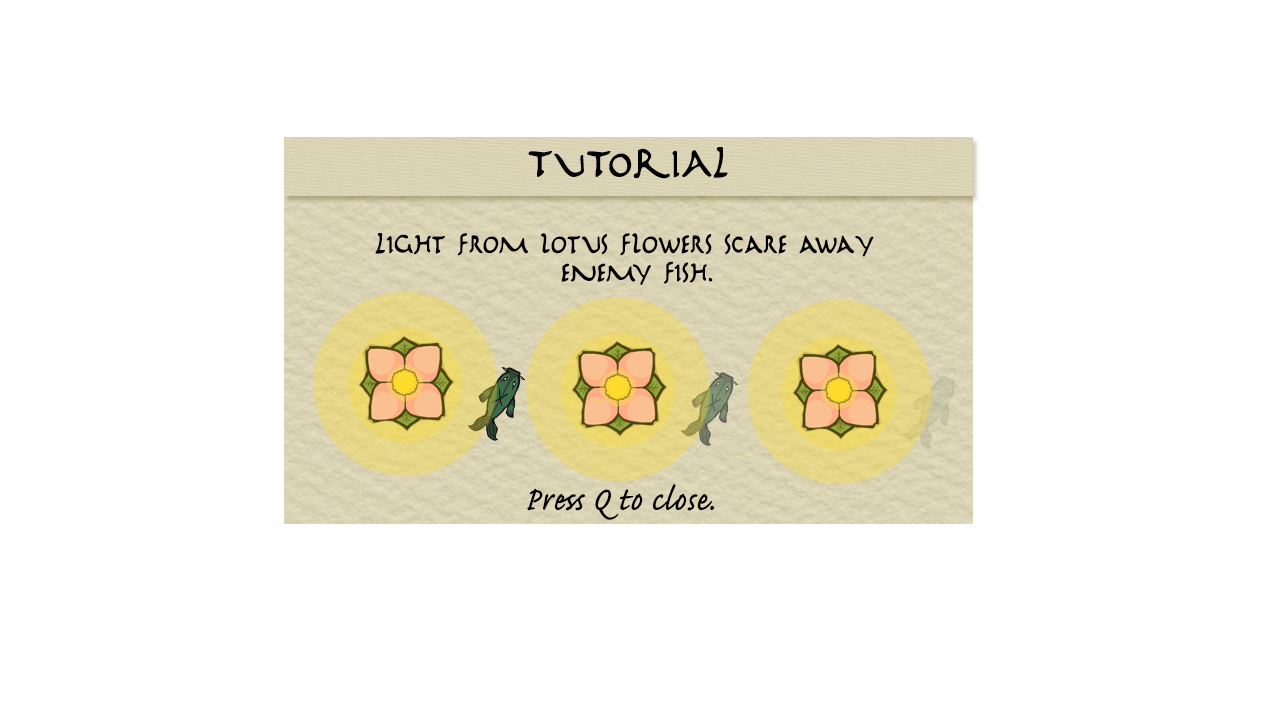 TUTORIAL
LIGHT FROM LOTUS FLOWERS SCARE AWAY
ENEMY FISH.
Press Q to close.